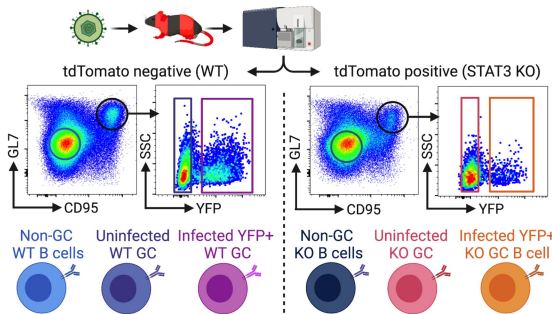 tdTomato negative (WT)
tdTomato positive (STAT3 KO)
GL7
CD95
SSC
YFP
GL7
CD95
SSC
YFP
Non-GC
WT B cells
Uninfected
WT GC
Infected YFP+
WT GC
Non-GC
KO B cells
Uninfected
KO GC
Infected YFP+
KO GC B cell